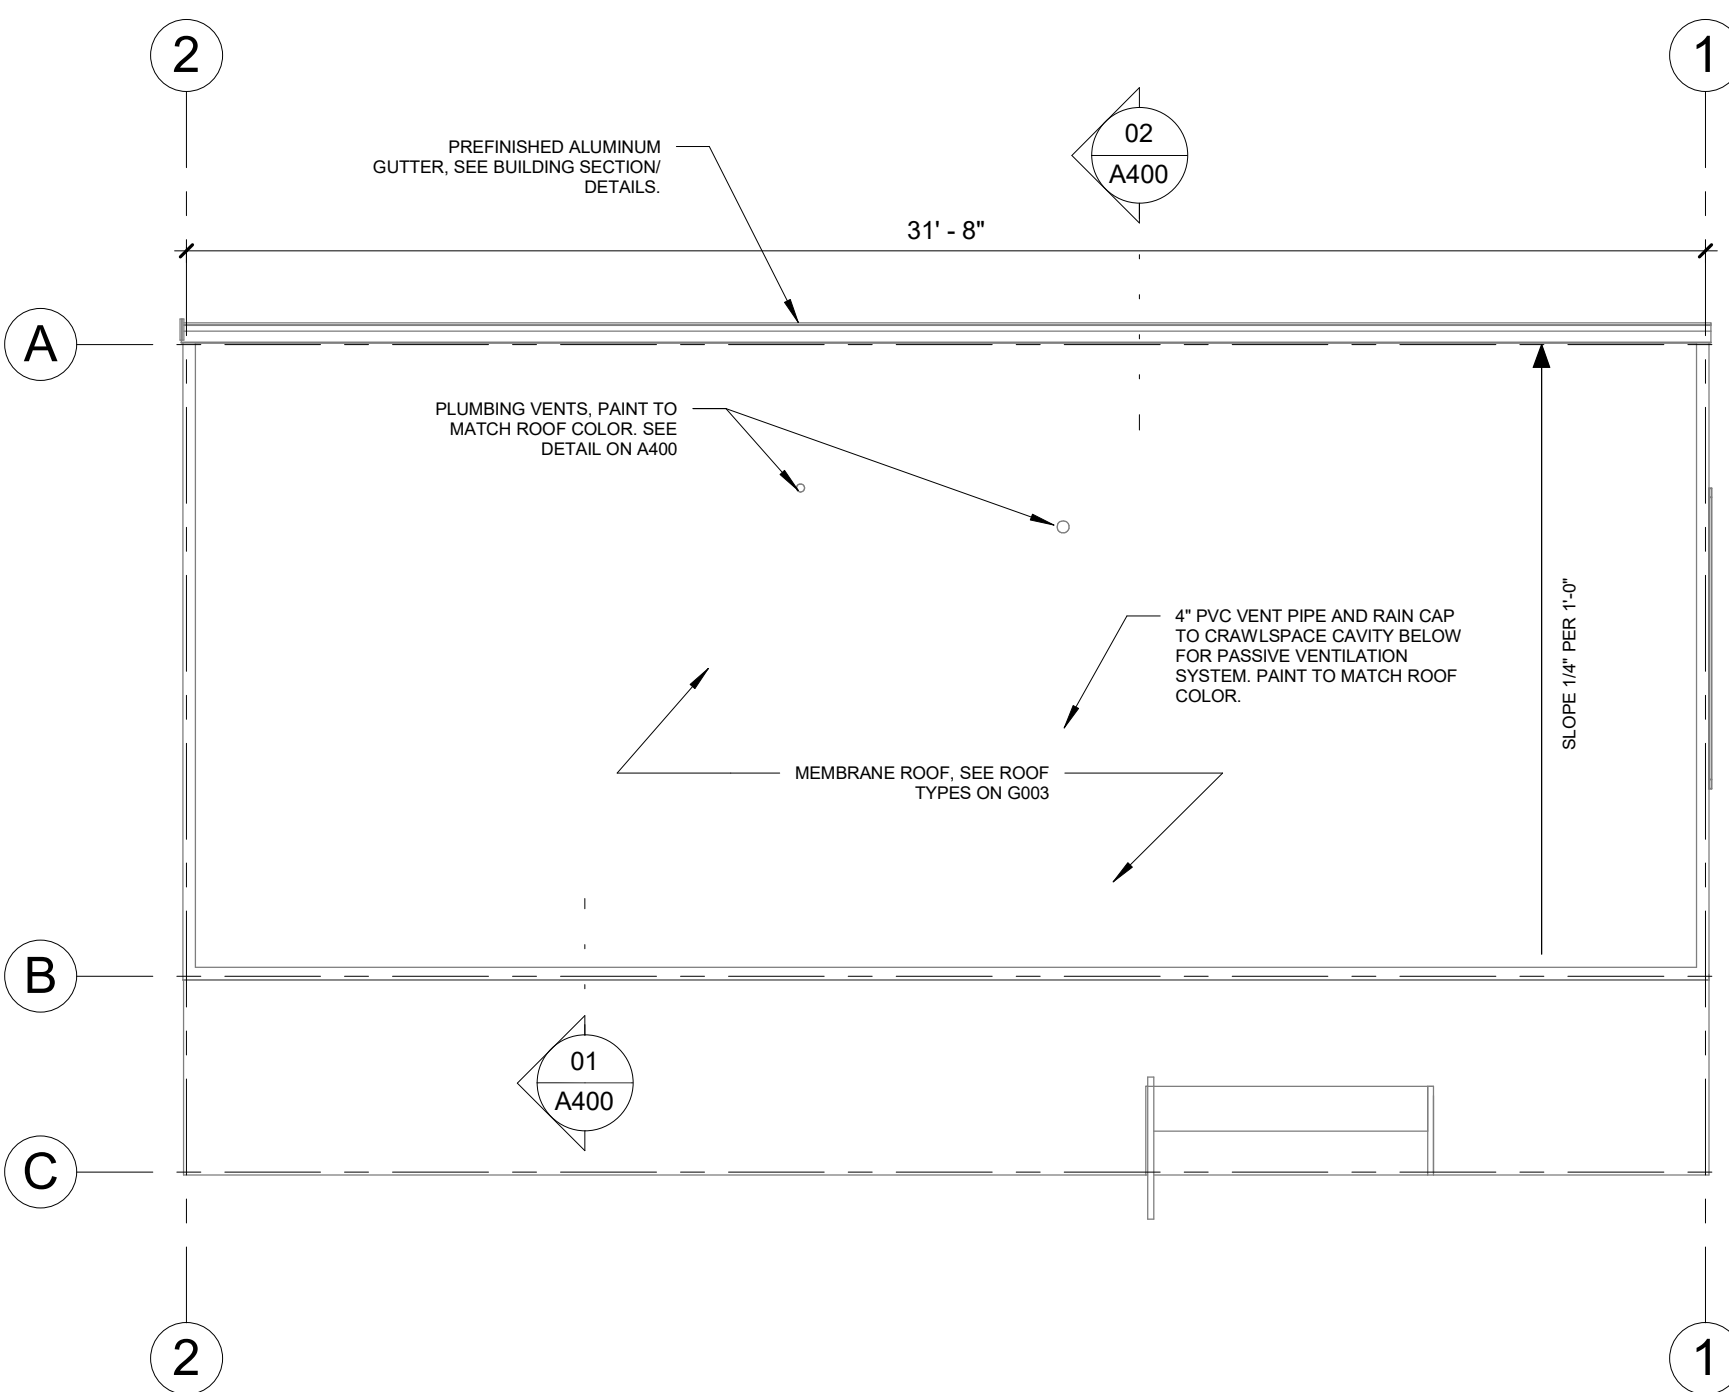 2
1
02
A400
PREFINISHED ALUMINUM
GUTTER, SEE BUILDING SECTION/
DETAILS.
31' - 8"
A
PLUMBING VENTS, PAINT TO
MATCH ROOF COLOR. SEE
DETAIL ON A400
4" PVC VENT PIPE AND RAIN CAP
TO CRAWLSPACE CAVITY BELOW
FOR PASSIVE VENTILATION
SYSTEM. PAINT TO MATCH ROOF
COLOR.
SLOPE 1/4" PER 1'-0"
MEMBRANE ROOF, SEE ROOF
TYPES ON G003
B
01
A400
C
2
1